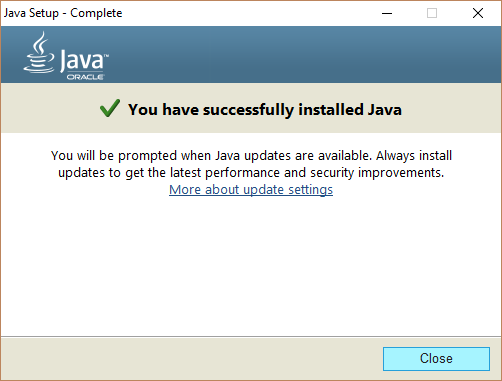 Java Setup - Complete
Java™
ORACLE
You have successfully installed Java
You will be prompted when Java updates are available. Always install
updates to get the latest performance and security improvements.
More about update settings
Close